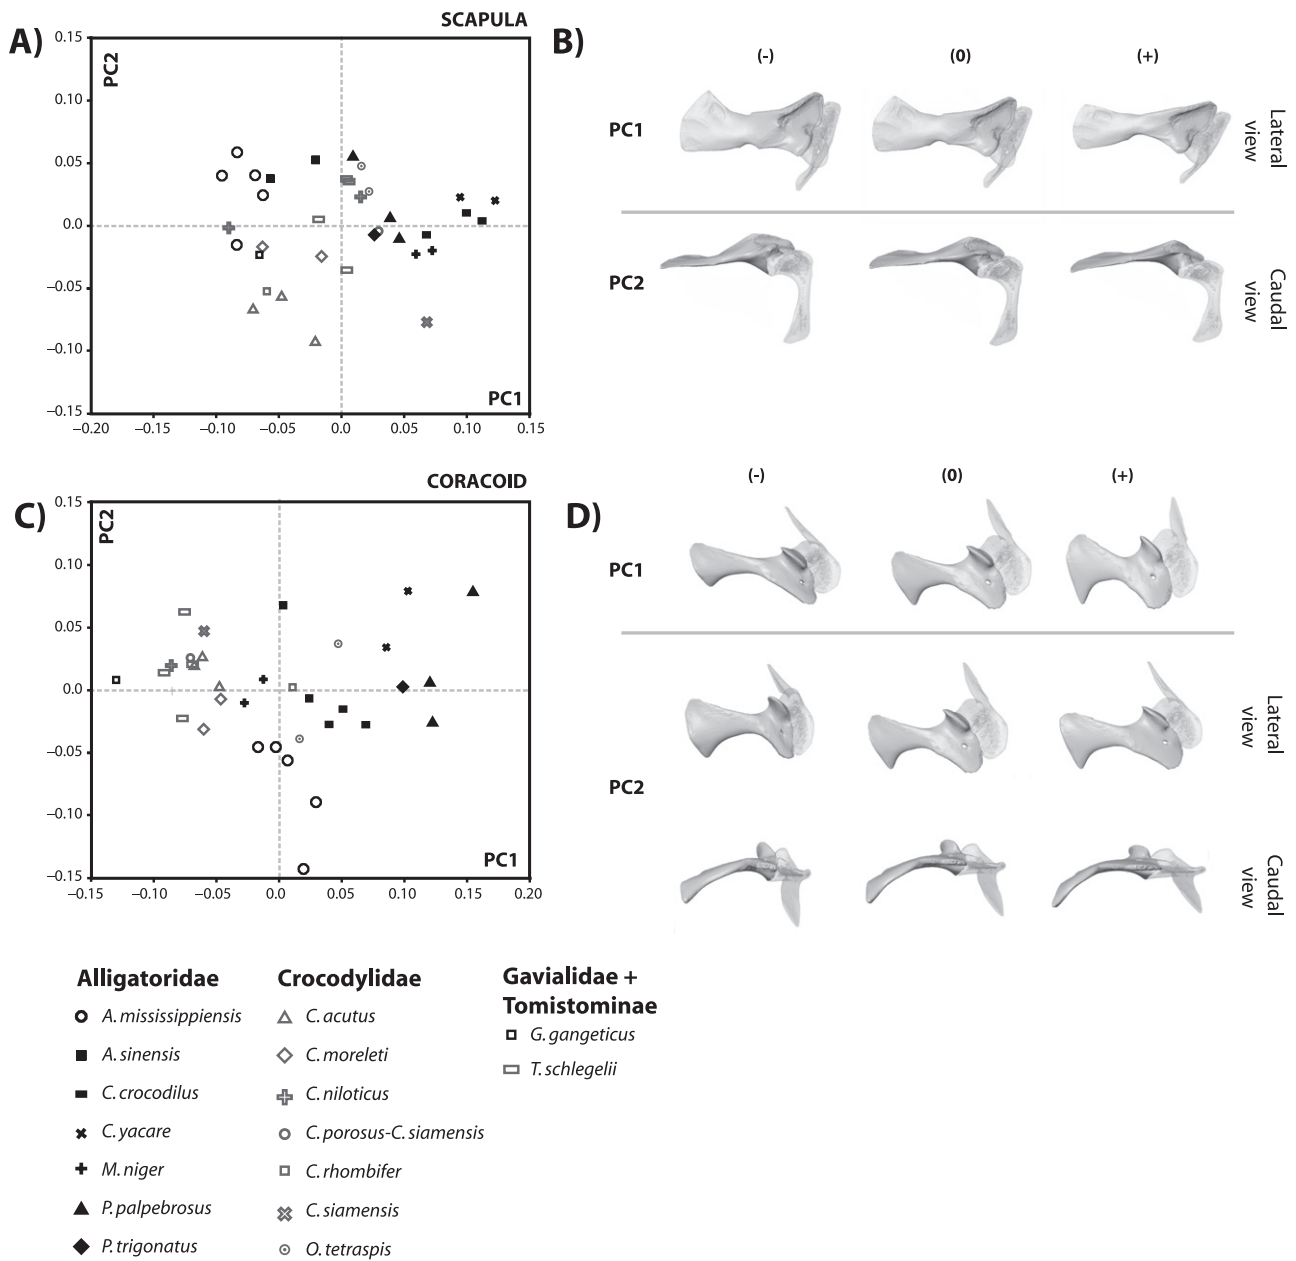 SCAPULA
A)
PC2
0.15
0.10
0.05
0.0
−0.05
−0.10
−0.15
PC1
−0.20 −0.15 −0.10 −0.05 0.0 0.05 0.10 0.15
B)
(-) (0) (+)
PC1
Lateral
view
PC2
Caudal
view
CORACOID
C)
PC2
0.15
0.10
0.05
0.0
−0.05
−0.10
−0.15
PC1
−0.15 −0.10 −0.05 0.0 0.05 0.10 0.15 0.20
D)
(-) (0) (+)
PC1
Lateral
view
PC2
Caudal
view
Alligatoridae
A. mississippiensis
A. sinensis
C. crocodilus
C. yacare
M. niger
P. palpebrosus
P. trigonatus
Crocodylidae
C. acutus
C. moreleti
C. niloticus
C. porosus-C. siamensis
C. rhombifer
C. siamensis
O. tetraspis
Gavialidae +
Tomistominae
G. gangeticus
T. schlegelii